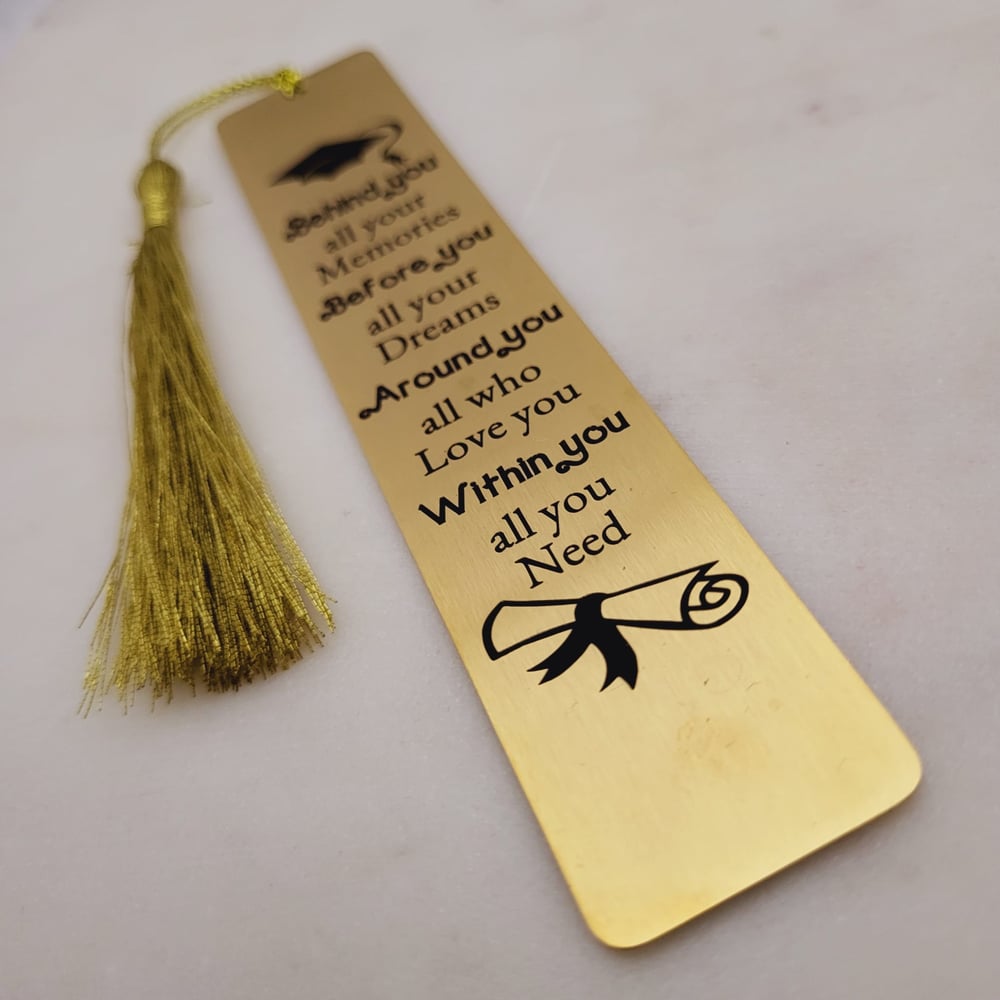 Behind you
all your
Memories
Before you
all your
Dreams
Around you
all who
Love you
Within you
all you
Need